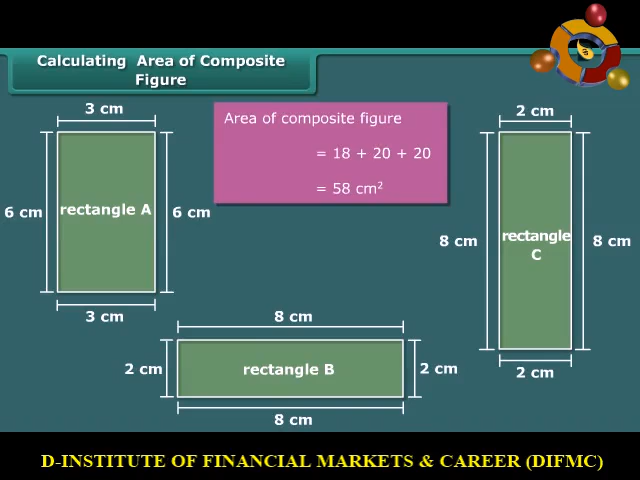 Calculating Area of Composite
Figure
3 cm
Area of composite figure
= 18 + 20 + 20
= 58 cm²
2 cm
6 cm
rectangle A
6 cm
8 cm
rectangle
C
8 cm
3 cm
8 cm
2 cm
rectangle B
2 cm
2 cm
8 cm
D-INSTITUTE OF FINANCIAL MARKETS & CAREER (DIFMC)